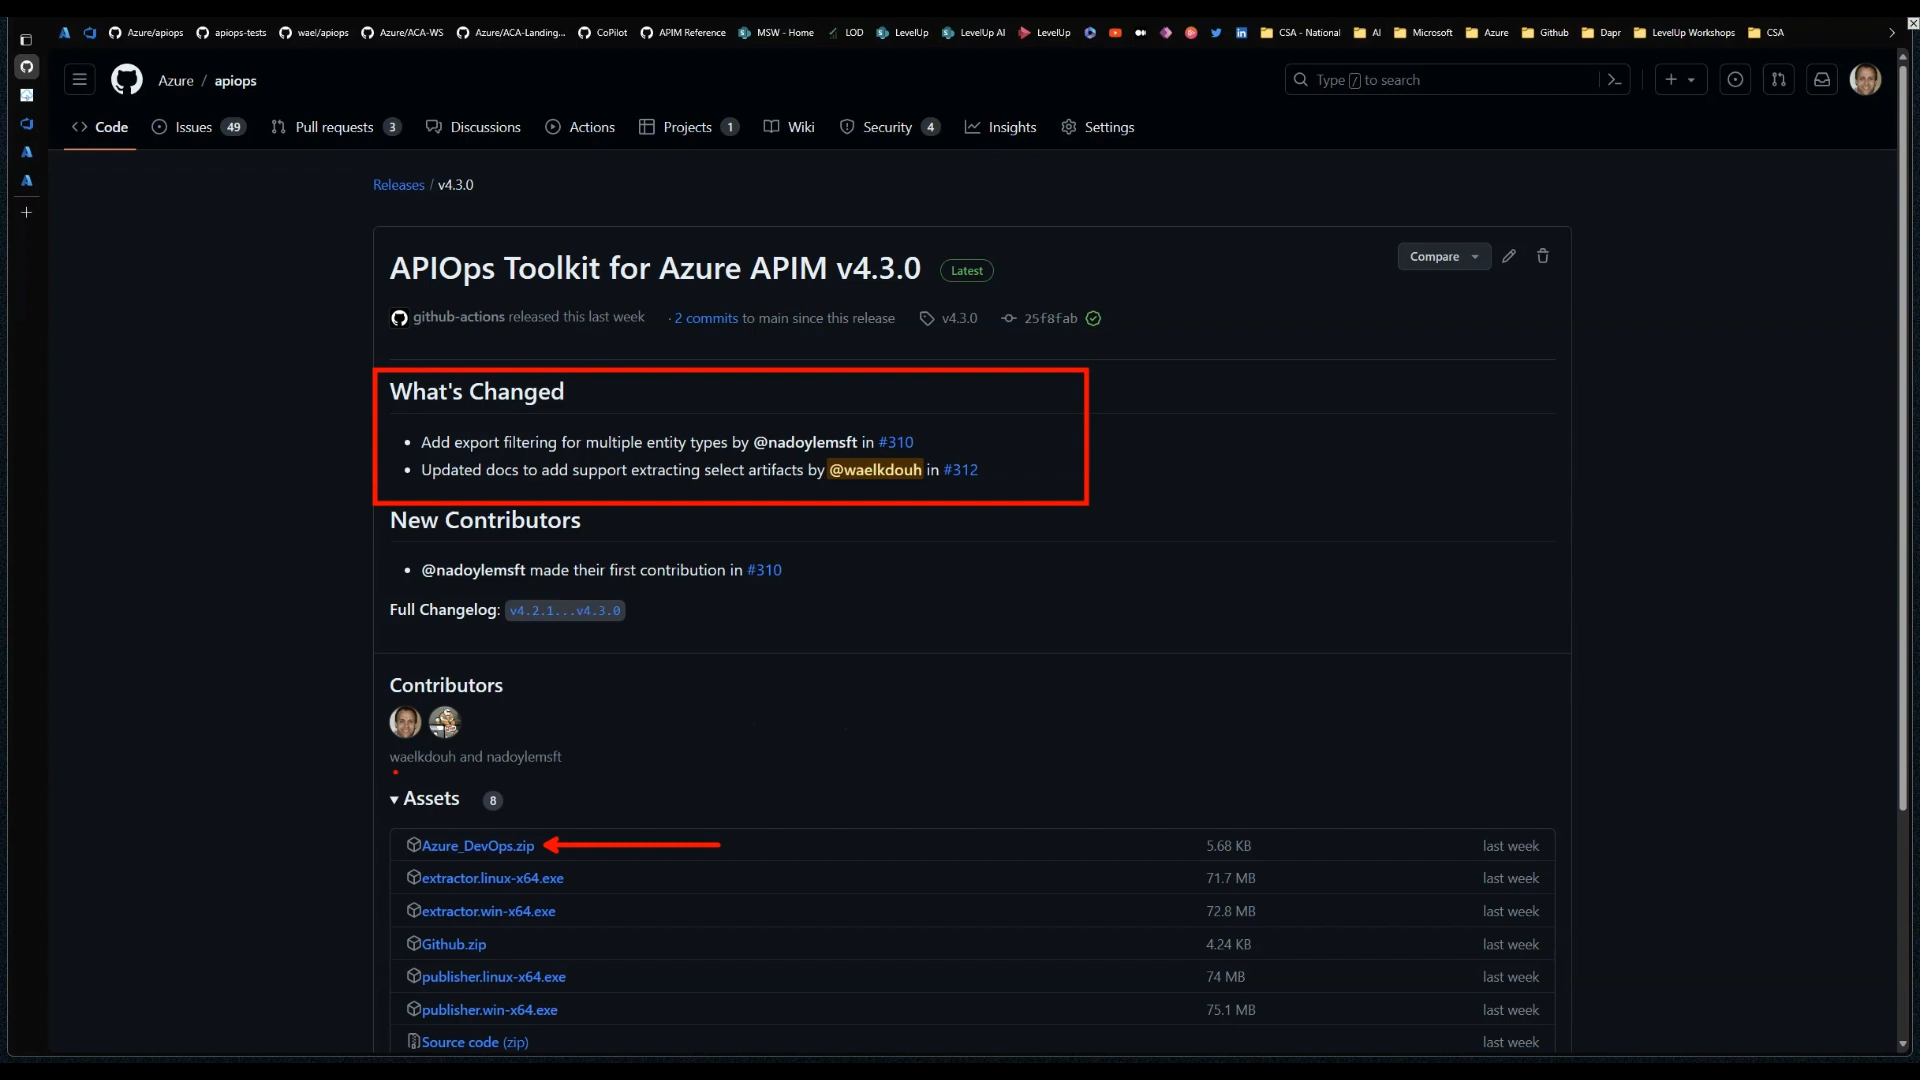 Azure/apiops apiops-tests wael/apiops Azure/ACA-WS Azure/ACA-Landing... CoPilot APIM Reference MSW - Home LOD LevelUp LevelUp AI LevelUp CSA - National AI Microsoft Azure Github Dapr LevelUp Workshops CSA
Azure / apiops
Type / to search
Code Issues 49 Pull requests 3 Discussions Actions Projects 1 Wiki Security 4 Insights Settings
Releases / v4.3.0
APIOps Toolkit for Azure APIM v4.3.0 Latest
Compare
github-actions released this last week · 2 commits to main since this release v4.3.0 25f8fab
What's Changed
• Add export filtering for multiple entity types by @nadoylemsft in #310
• Updated docs to add support extracting select artifacts by @waelkdouh in #312
New Contributors
• @nadoylemsft made their first contribution in #310
Full Changelog: v4.2.1...v4.3.0
Contributors
waelkdouh and nadoylemsft
Assets 8
Azure_DevOps.zip 5.68 KB last week
extractor.linux-x64.exe 71.7 MB last week
extractor.win-x64.exe 72.8 MB last week
Github.zip 4.24 KB last week
publisher.linux-x64.exe 74 MB last week
publisher.win-x64.exe 75.1 MB last week
Source code (zip) last week